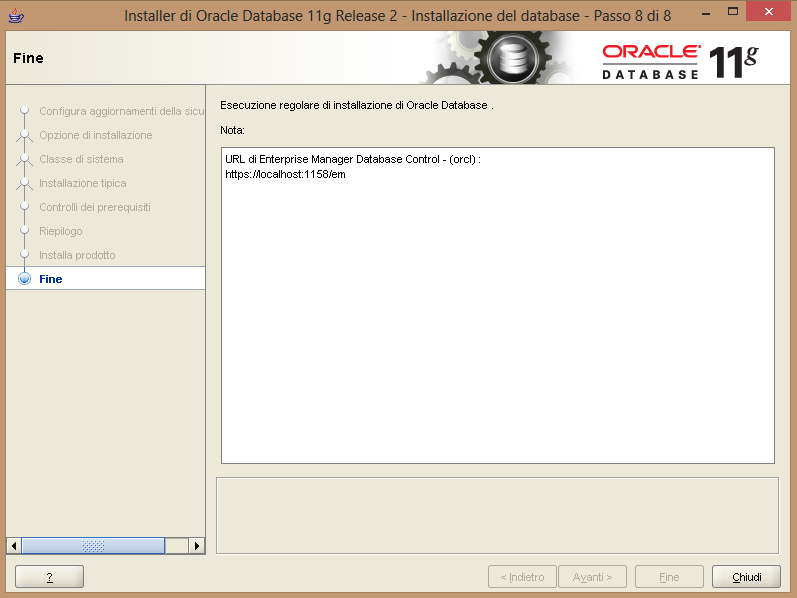 Installer di Oracle Database 11g Release 2 - Installazione del database - Passo 8 di 8
Fine
ORACLE
DATABASE 11g
Configura aggiornamenti della sicu
Opzione di installazione
Classe di sistema
Installazione tipica
Controlli dei prerequisiti
Riepilogo
Installa prodotto
Fine
Esecuzione regolare di installazione di Oracle Database .
Nota:
URL di Enterprise Manager Database Control - (orcl) :
https://localhost:1158/em
?
< Indietro
Avanti >
Fine
Chiudi